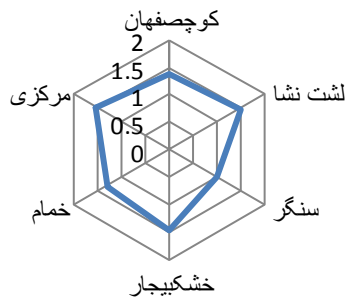 کوچصفهان
2
1.5
1
0.5
0
لشت نشا
سنگر
خشکبیجار
خمام
مرکزی